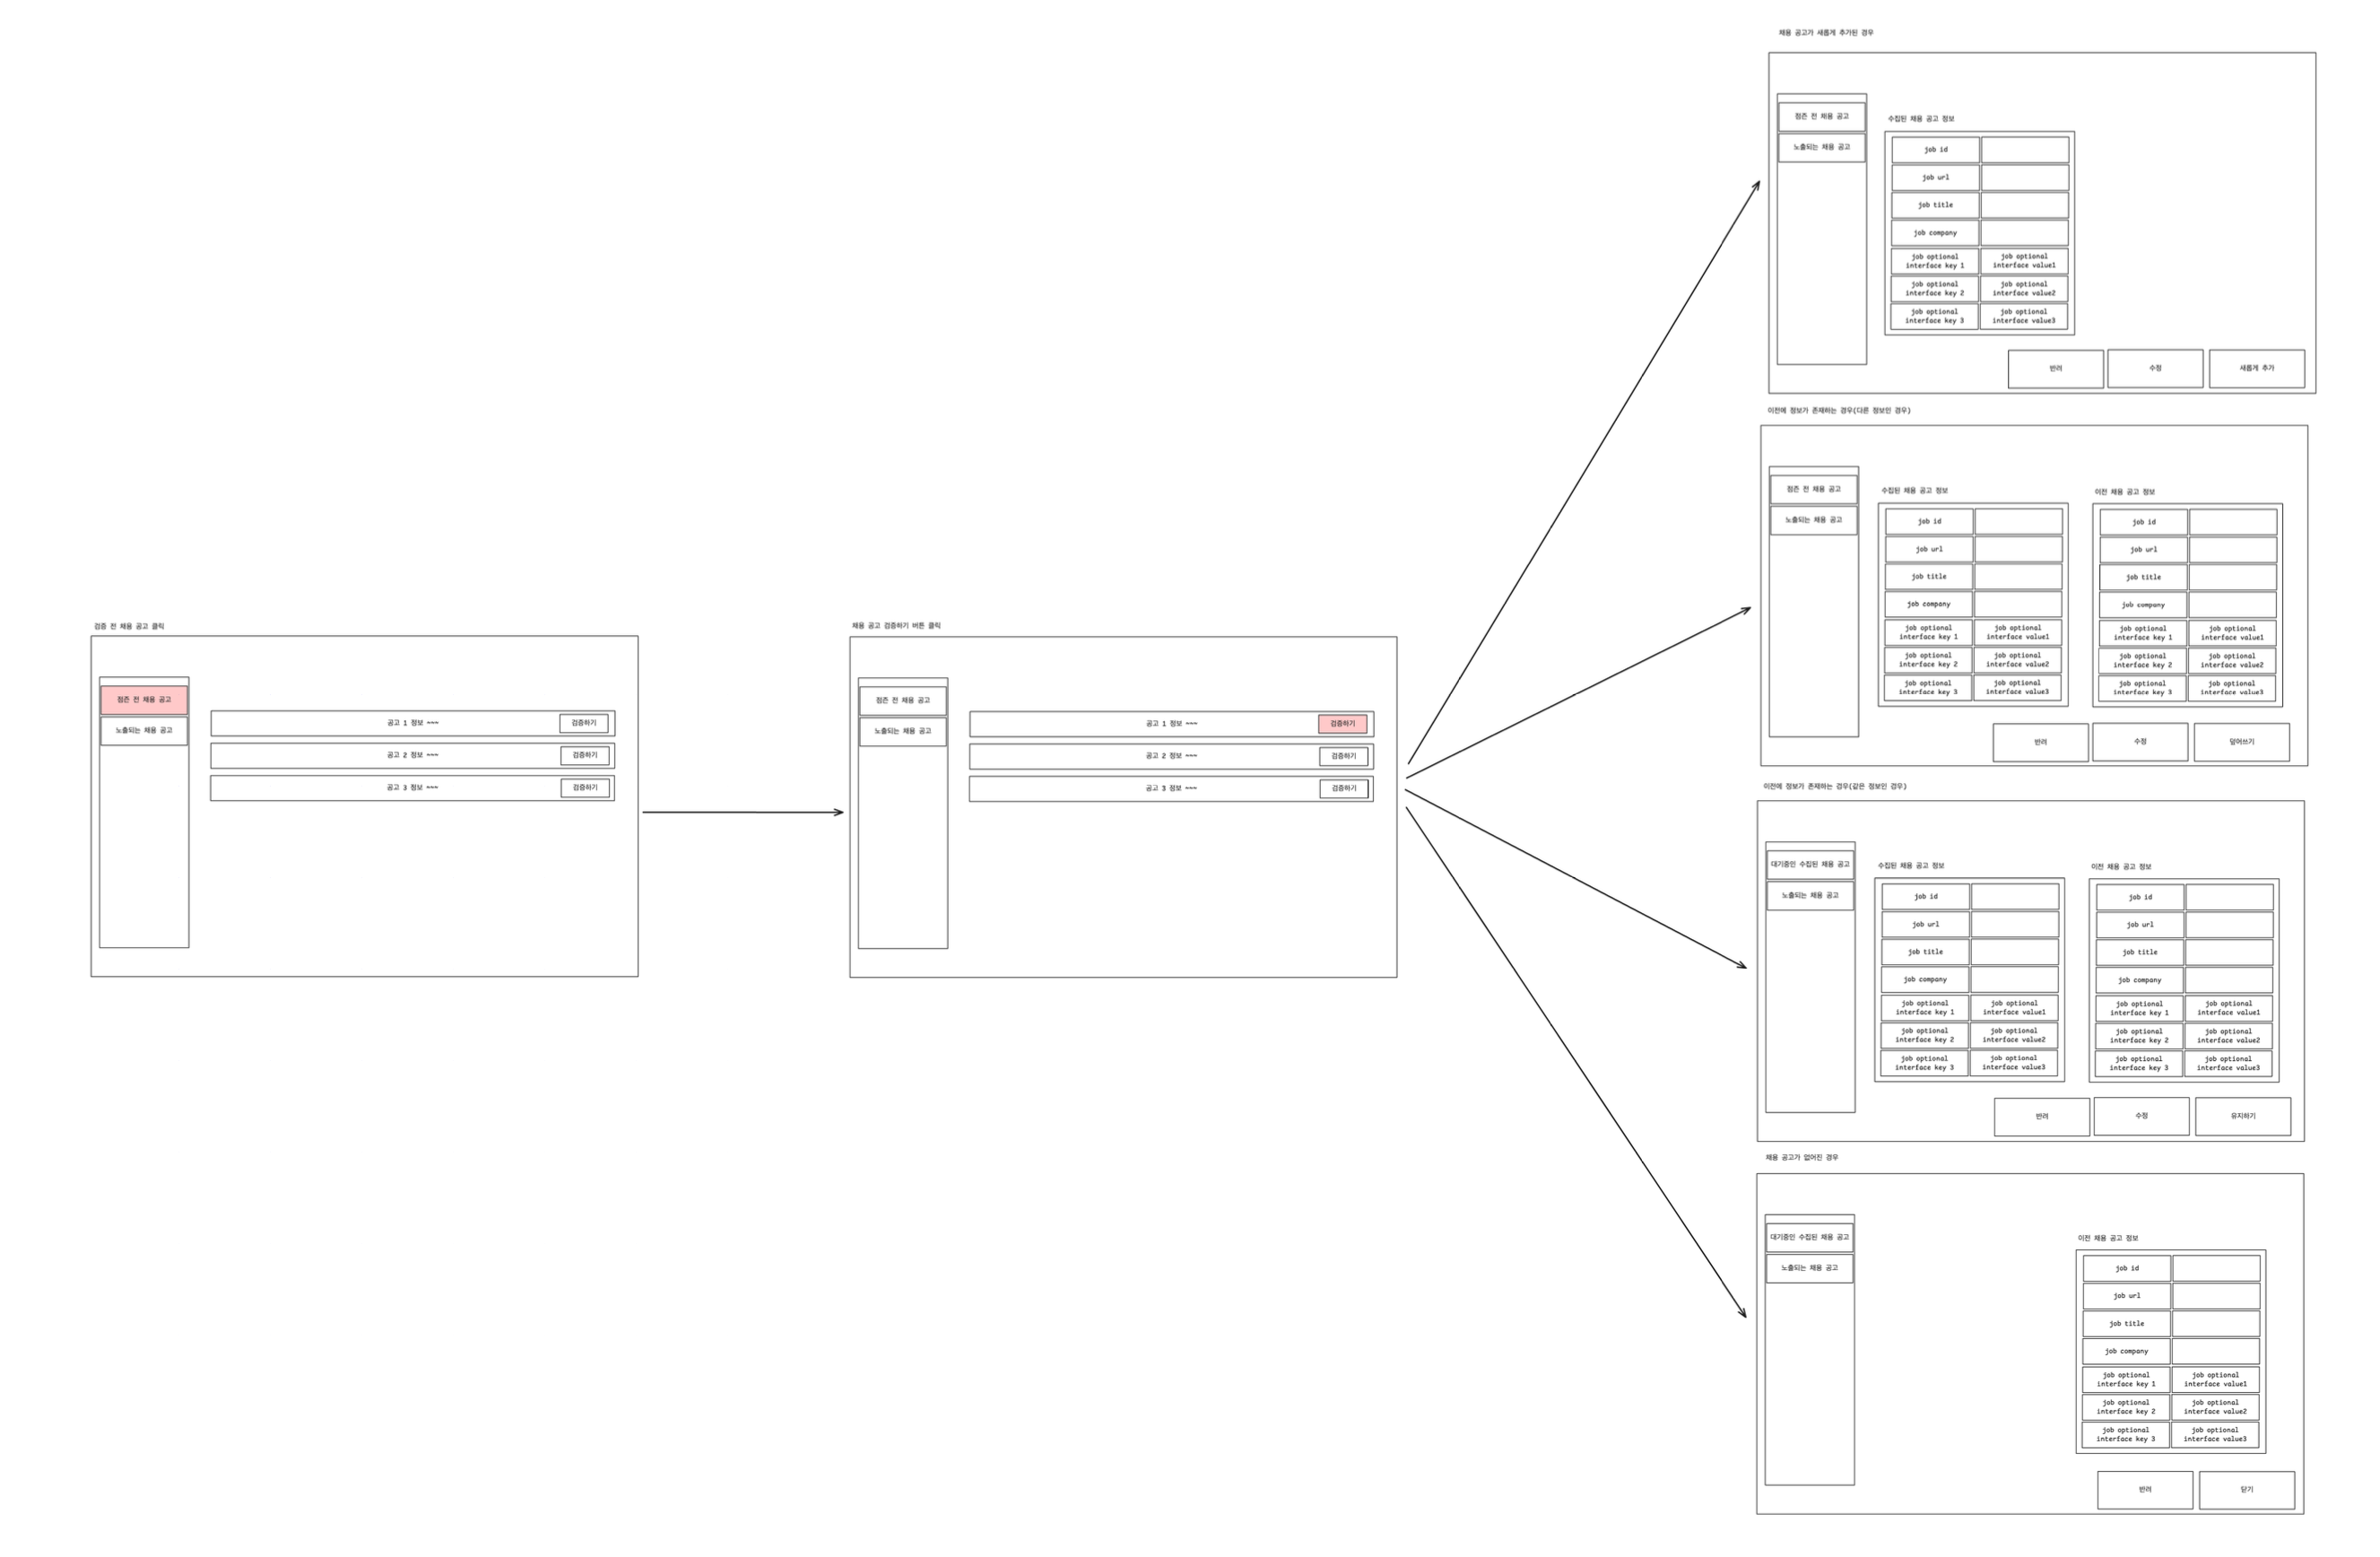 검증 전 채용 공고 클릭
점즌 전 채용 공고
노출되는 채용 공고
공고 1 정보 ~~~
검증하기
공고 2 정보 ~~~
검증하기
공고 3 정보 ~~~
검증하기
채용 공고 검증하기 버튼 클릭
점즌 전 채용 공고
노출되는 채용 공고
공고 1 정보 ~~~
검증하기
공고 2 정보 ~~~
검증하기
공고 3 정보 ~~~
검증하기
채용 공고가 새롭게 추가된 경우
점즌 전 채용 공고
노출되는 채용 공고
수집된 채용 공고 정보
job id
job url
job title
job company
job optional
interface key 1
job optional
interface value1
job optional
interface key 2
job optional
interface value2
job optional
interface key 3
job optional
interface value3
반려
수정
새롭게 추가
이전에 정보가 존재하는 경우(다른 정보인 경우)
점즌 전 채용 공고
노출되는 채용 공고
수집된 채용 공고 정보
job id
job url
job title
job company
job optional
interface key 1
job optional
interface value1
job optional
interface key 2
job optional
interface value2
job optional
interface key 3
job optional
interface value3
이전 채용 공고 정보
job id
job url
job title
job company
job optional
interface key 1
job optional
interface value1
job optional
interface key 2
job optional
interface value2
job optional
interface key 3
job optional
interface value3
반려
수정
덮어쓰기
이전에 정보가 존재하는 경우(같은 정보인 경우)
대기중인 수집된 채용 공고
노출되는 채용 공고
수집된 채용 공고 정보
job id
job url
job title
job company
job optional
interface key 1
job optional
interface value1
job optional
interface key 2
job optional
interface value2
job optional
interface key 3
job optional
interface value3
이전 채용 공고 정보
job id
job url
job title
job company
job optional
interface key 1
job optional
interface value1
job optional
interface key 2
job optional
interface value2
job optional
interface key 3
job optional
interface value3
반려
수정
유지하기
채용 공고가 없어진 경우
대기중인 수집된 채용 공고
노출되는 채용 공고
이전 채용 공고 정보
job id
job url
job title
job company
job optional
interface key 1
job optional
interface value1
job optional
interface key 2
job optional
interface value2
job optional
interface key 3
job optional
interface value3
반려
닫기